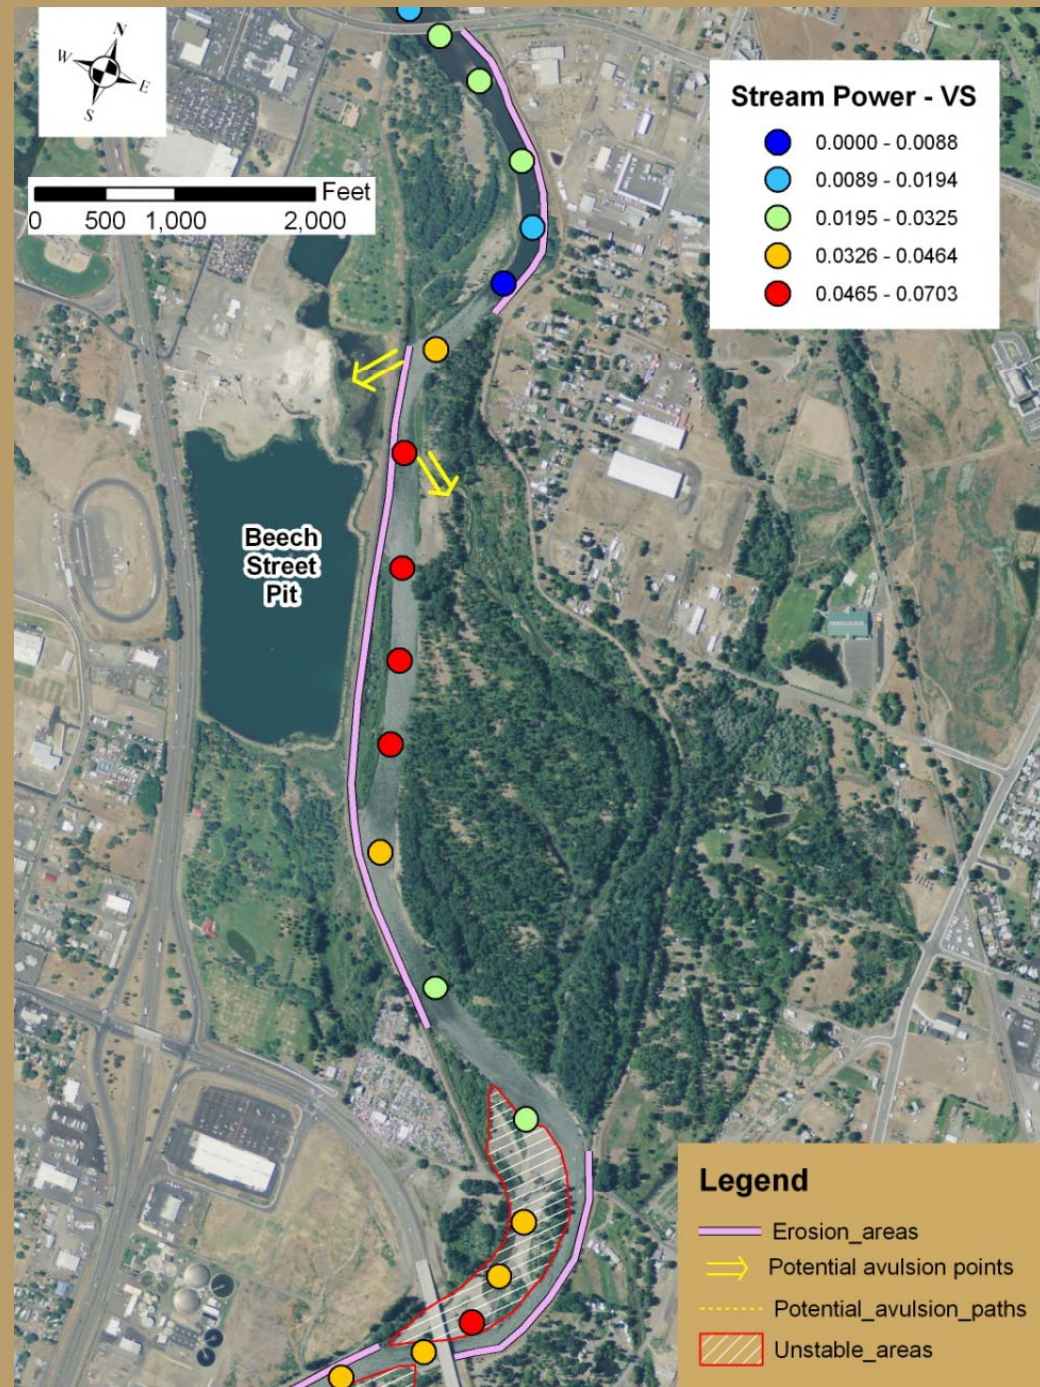 N
W
E
S
Feet
0 500 1,000 2,000
Stream Power - VS
0.0000 - 0.0088
0.0089 - 0.0194
0.0195 - 0.0325
0.0326 - 0.0464
0.0465 - 0.0703
Beech
Street
Pit
Legend
Erosion_areas
Potential avulsion points
Potential_avulsion_paths
Unstable_areas